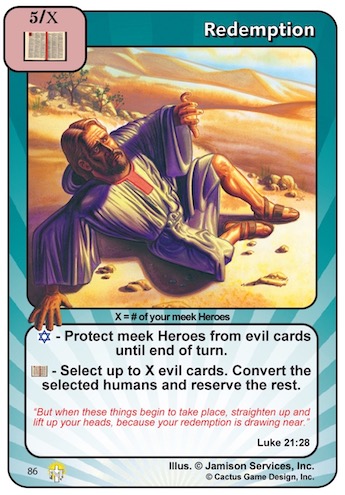 5/X
Redemption
X = # of your meek Heroes
- Protect meek Heroes from evil cards
until end of turn.
- Select up to X evil cards. Convert the
selected humans and reserve the rest.
"But when these things begin to take place, straighten up and
lift up your heads, because your redemption is drawing near."
Luke 21:28
86
Illus. © Jamison Services, Inc.
© Cactus Game Design, Inc.